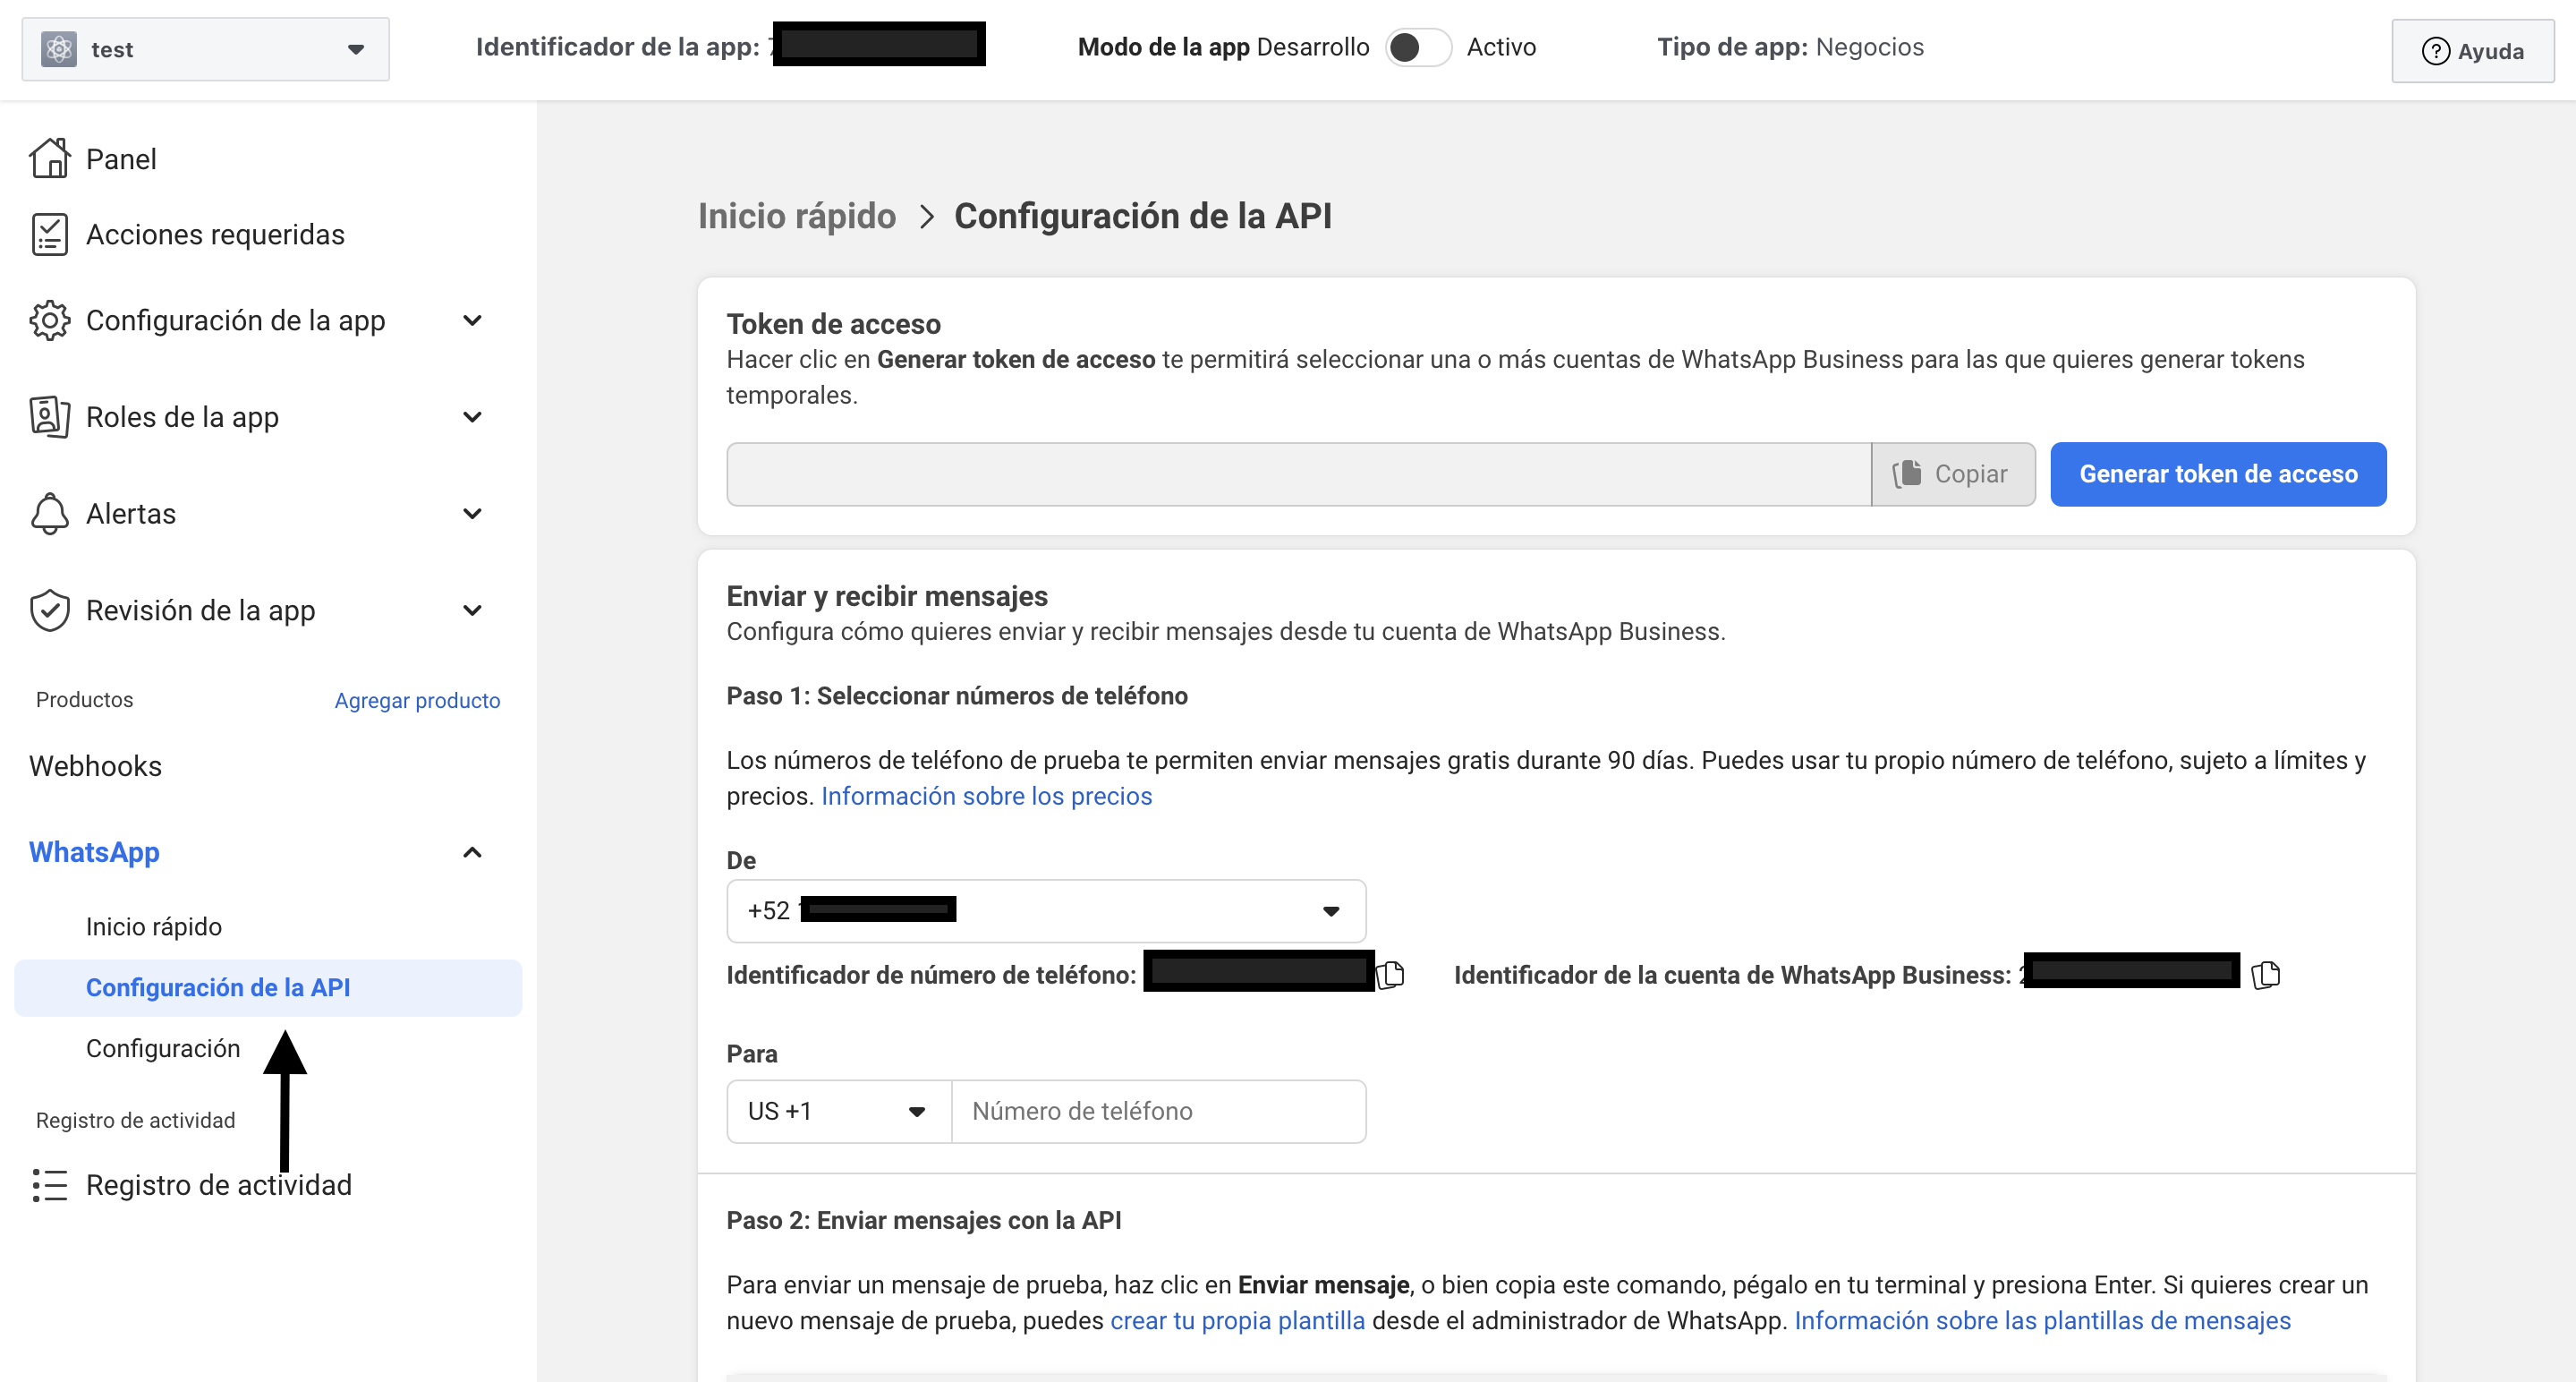 test
Identificador de la app:
Modo de la app Desarrollo Activo
Tipo de app: Negocios
Ayuda
Panel
Acciones requeridas
Configuración de la app
Roles de la app
Alertas
Revisión de la app
Productos Agregar producto
Webhooks
WhatsApp
Inicio rápido
Configuración de la API
Configuración
Registro de actividad
Registro de actividad
Inicio rápido > Configuración de la API
Token de acceso
Hacer clic en Generar token de acceso te permitirá seleccionar una o más cuentas de WhatsApp Business para las que quieres generar tokens
temporales.
Copiar
Generar token de acceso
Enviar y recibir mensajes
Configura cómo quieres enviar y recibir mensajes desde tu cuenta de WhatsApp Business.
Paso 1: Seleccionar números de teléfono
Los números de teléfono de prueba te permiten enviar mensajes gratis durante 90 días. Puedes usar tu propio número de teléfono, sujeto a límites y
precios. Información sobre los precios
De
+52
Identificador de número de teléfono:
Identificador de la cuenta de WhatsApp Business:
Para
US +1
Número de teléfono
Paso 2: Enviar mensajes con la API
Para enviar un mensaje de prueba, haz clic en Enviar mensaje, o bien copia este comando, pégalo en tu terminal y presiona Enter. Si quieres crear un
nuevo mensaje de prueba, puedes crear tu propia plantilla desde el administrador de WhatsApp. Información sobre las plantillas de mensajes